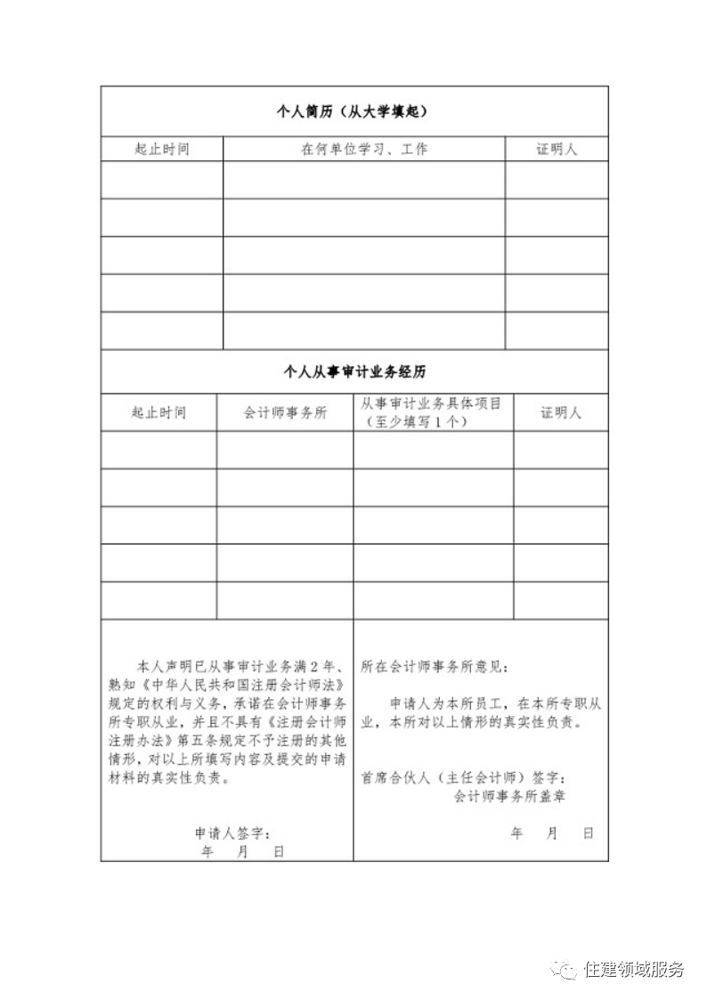 个人简历（从大学填起）
起止时间 在何单位学习、工作 证明人
个人从事审计业务经历
起止时间 会计师事务所 从事审计业务具体项目
（至少填写1个） 证明人
本人声明已从事审计业务满2年、
熟知《中华人民共和国注册会计师法》
规定的权利与义务，承诺在会计师事务
所专职从业，并且不具有《注册会计师
注册办法》第五条规定不予注册的其他
情形，对以上所填写内容及提交的申请
材料的真实性负责。
申请人签字：
年 月 日
所在会计师事务所意见：
申请人为本所员工，在本所专职从
业，本所对以上情形的真实性负责。
首席合伙人（主任会计师）签字：
会计师事务所盖章
年 月 日
住建领域服务